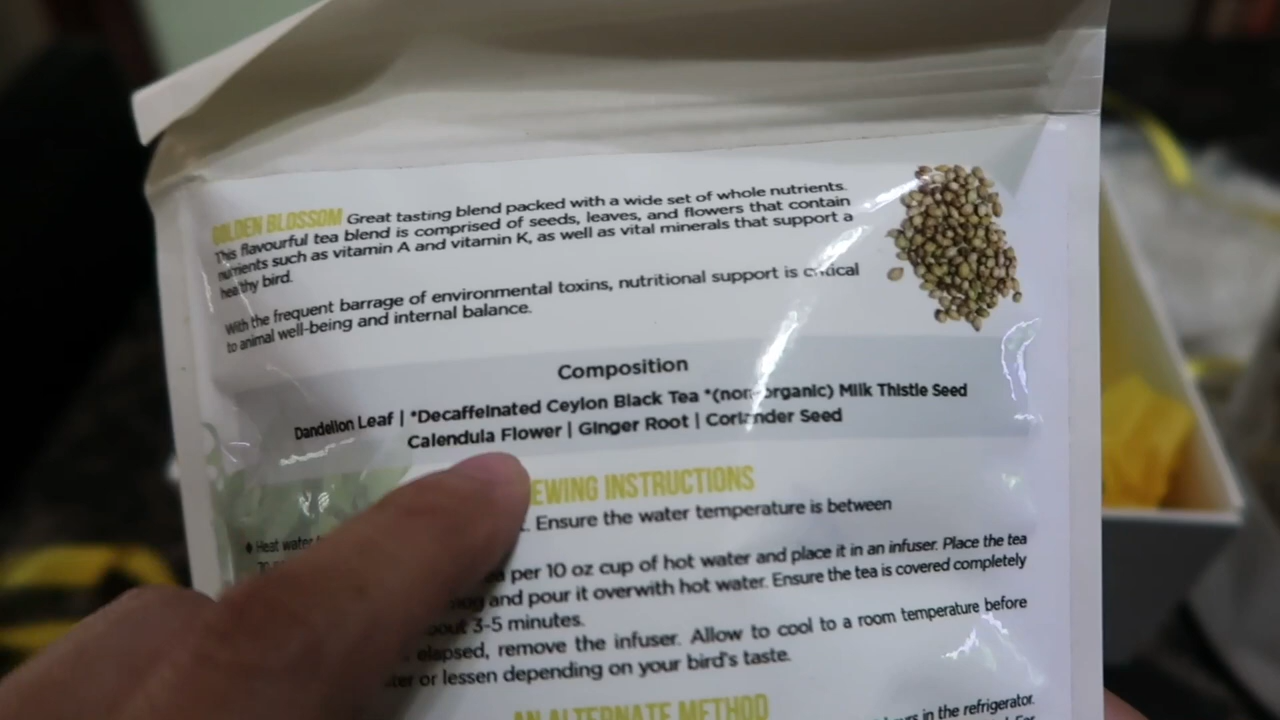 GOLDEN BLOSSOM Great tasting blend packed with a wide set of whole nutrients.
This flavourful tea blend is comprised of seeds, leaves, and flowers that contain
nutrients such as vitamin A and vitamin K, as well as vital minerals that support a
healthy bird.
With the frequent barrage of environmental toxins, nutritional support is critical
to animal well-being and internal balance.
Composition
Dandelion Leaf | *Decaffeinated Ceylon Black Tea *(non-organic) Milk Thistle Seed
Calendula Flower | Ginger Root | Coriander Seed
EWING INSTRUCTIONS
♦ Heat water
. Ensure the water temperature is between
per 10 oz cup of hot water and place it in an infuser. Place the tea
and pour it overwith hot water. Ensure the tea is covered completely
3-5 minutes.
elapsed, remove the infuser. Allow to cool to a room temperature before
or lessen depending on your bird's taste.
AN ALTERNATE METHOD
in the refrigerator.